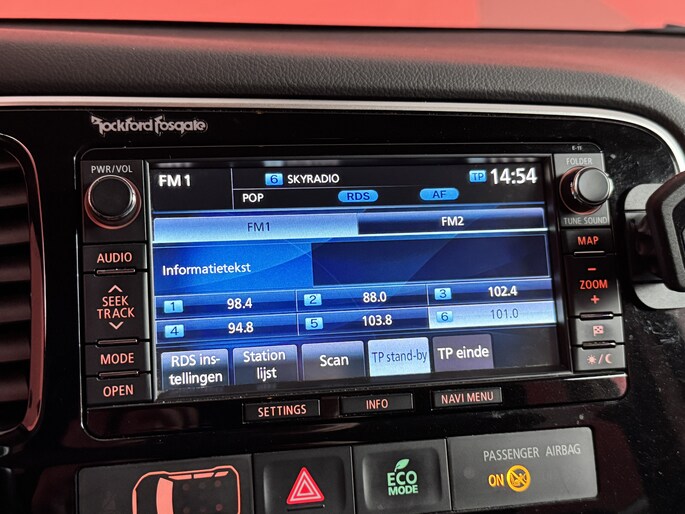 Rockford Fosgate
E-11
PWR/VOL
FOLDER
FM 1
6 SKYRADIO
TP 14:54
POP
RDS
AF
TUNE SOUND
FM1
FM2
AUDIO
MAP
Informatietekst
SEEK
TRACK
ZOOM
1 98.4
2 88.0
3 102.4
4 94.8
5 103.8
6 101.0
MODE
RDS ins-
tellingen
Station
lijst
Scan
TP stand-by
TP einde
OPEN
SETTINGS
INFO
NAVI MENU
ECO
MODE
PASSENGER AIRBAG
ON